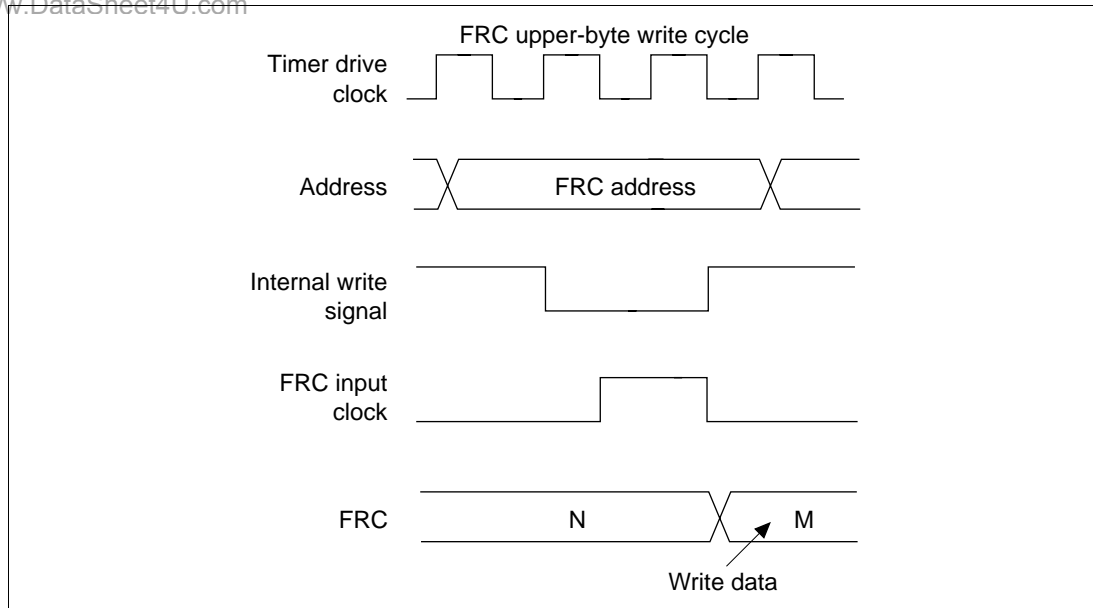 w.DataSheet4U.com
FRC upper-byte write cycle
Timer drive
clock
Address
FRC address
Internal write
signal
FRC input
clock
FRC
N
M
Write data